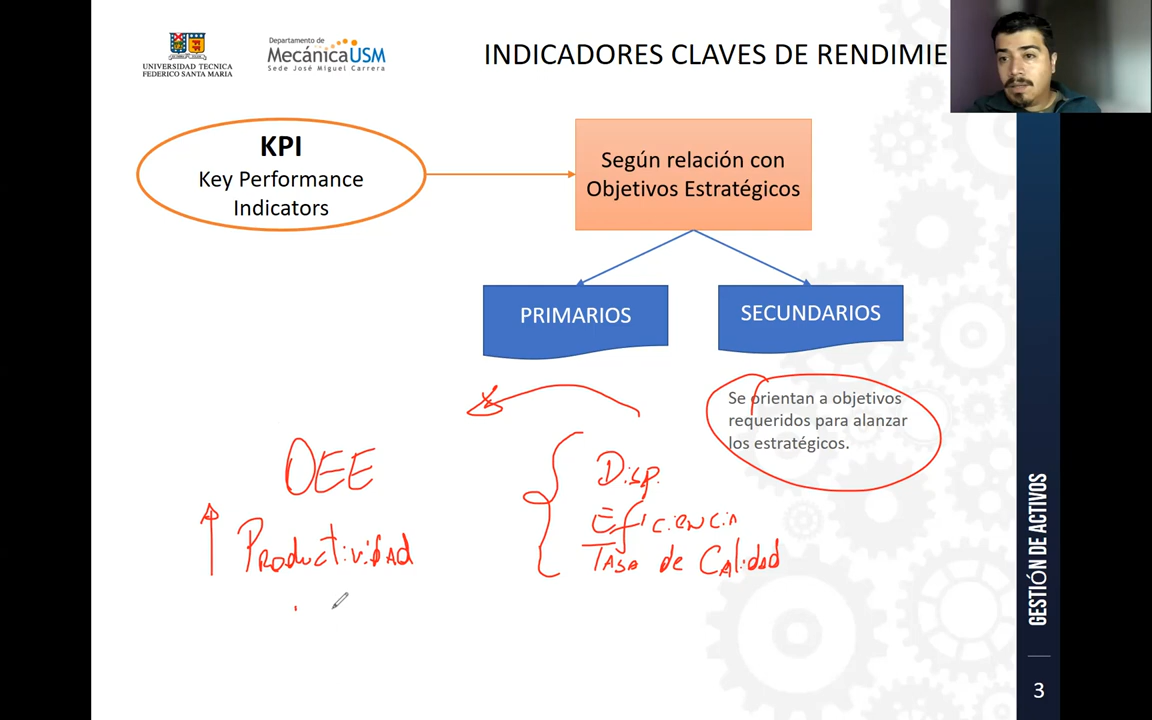 UNIVERSIDAD TECNICA
FEDERICO SANTA MARIA
Departamento de
MecánicaUSM
Sede José Miguel Carrera
INDICADORES CLAVES DE RENDIMIE
KPI
Key Performance
Indicators
Según relación con
Objetivos Estratégicos
PRIMARIOS
SECUNDARIOS
Se orientan a objetivos
requeridos para alanzar
los estratégicos.
OEE
Productividad
Disp.
Eficiencia
Tasa de Calidad
GESTIÓN DE ACTIVOS
3